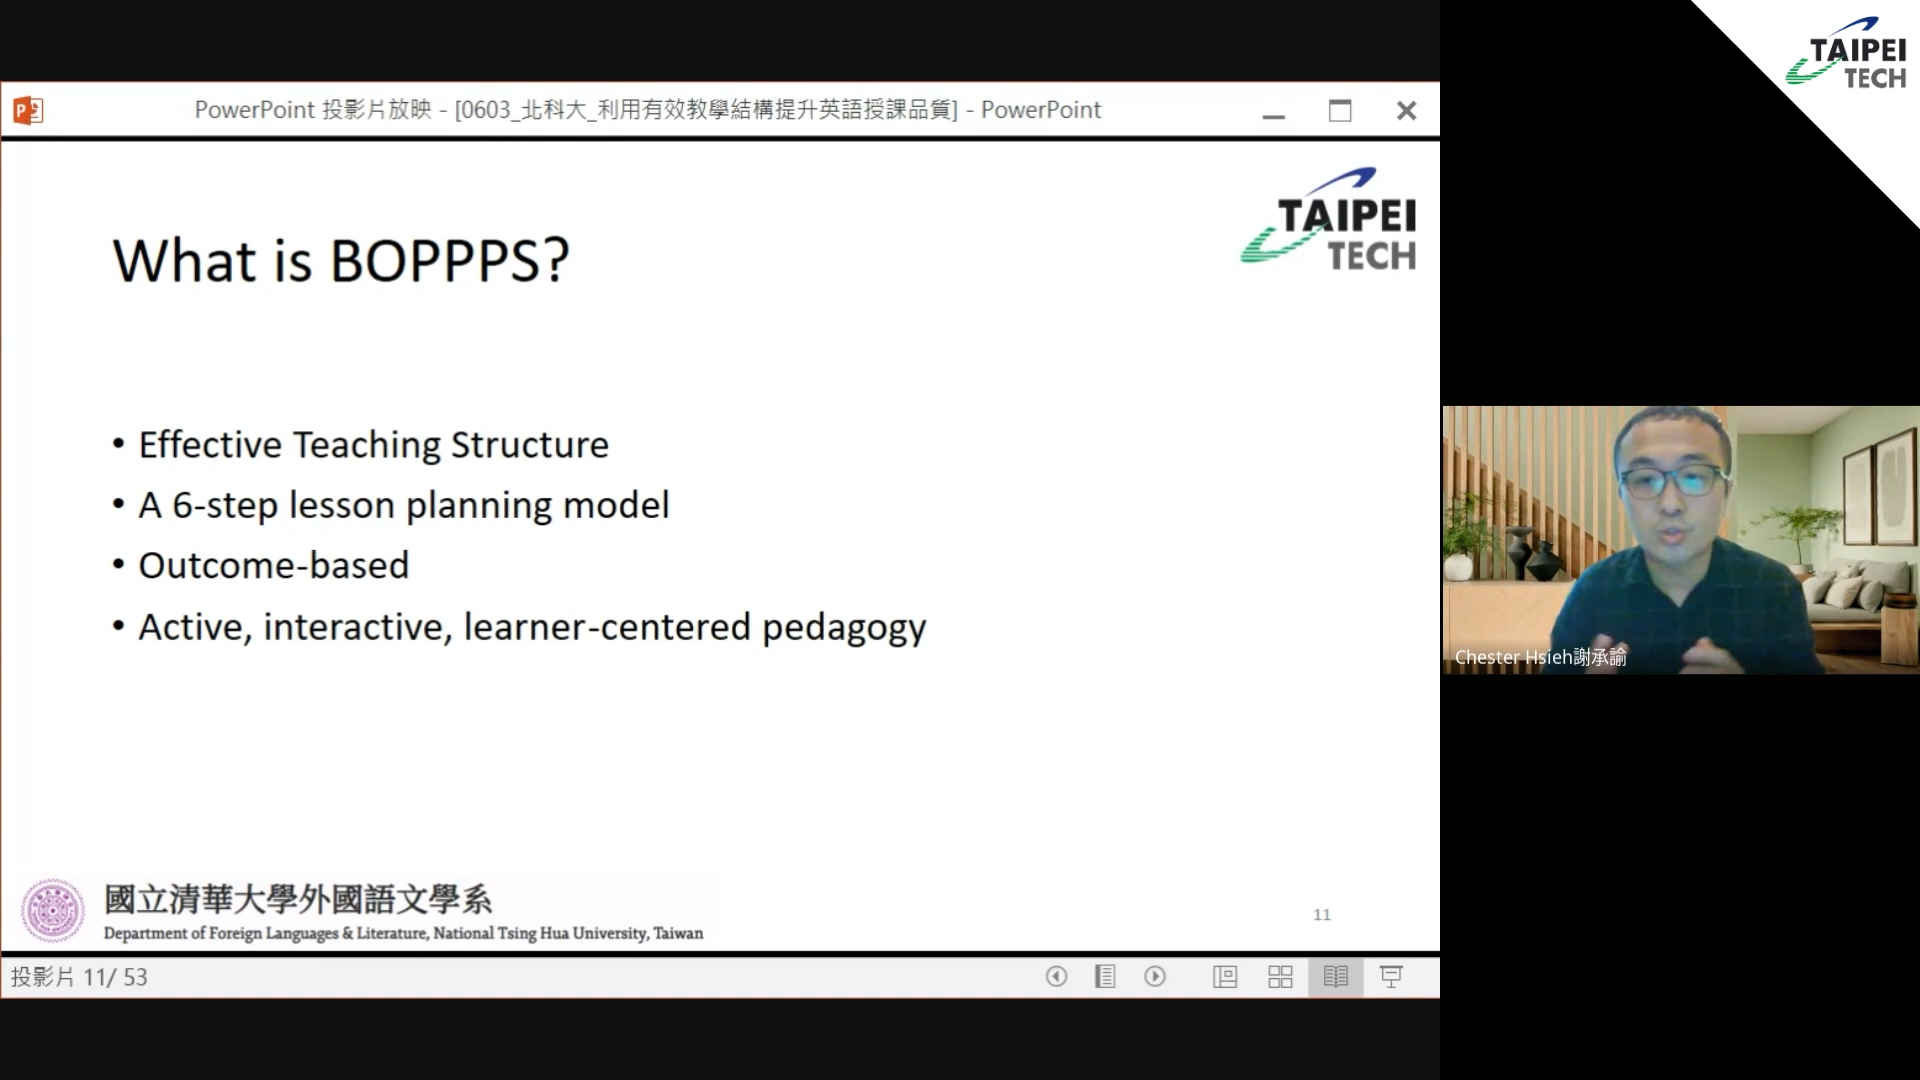 TAIPEI
TECH
PowerPoint 投影片放映 - [0603_北科大_利用有效教學結構提升英語授課品質] - PowerPoint
TAIPEI
TECH
What is BOPPPS?
• Effective Teaching Structure
• A 6-step lesson planning model
• Outcome-based
• Active, interactive, learner-centered pedagogy
Chester Hsieh謝承諭
國立清華大學外國語文學系
Department of Foreign Languages & Literature, National Tsing Hua University, Taiwan
11
投影片 11/ 53